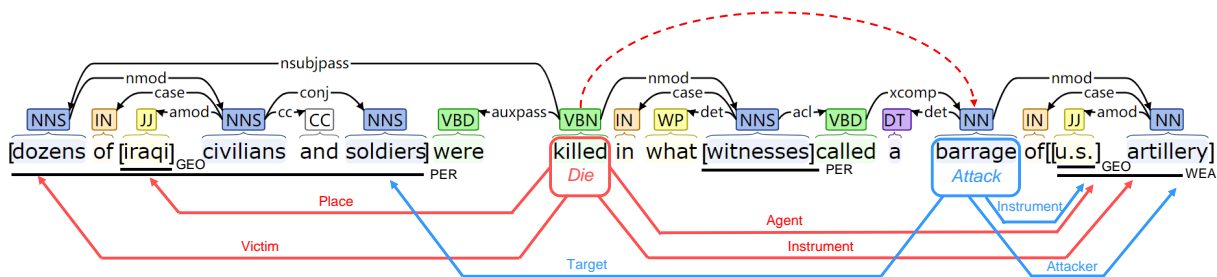 nsubjpass
nmod conj nmod xcomp nmod
case case case
amod cc auxpass det acl det amod
NNS IN JJ NNS CC NNS VBD VBN IN WP NNS VBD DT NN IN JJ NN
[dozens of [iraqi] civilians and soldiers] were killed in what [witnesses] called a barrage of[[u.s.] artillery]
GEO PER Die PER Attack GEO WEA
Place Instrument
Agent
Victim Instrument
Target Attacker